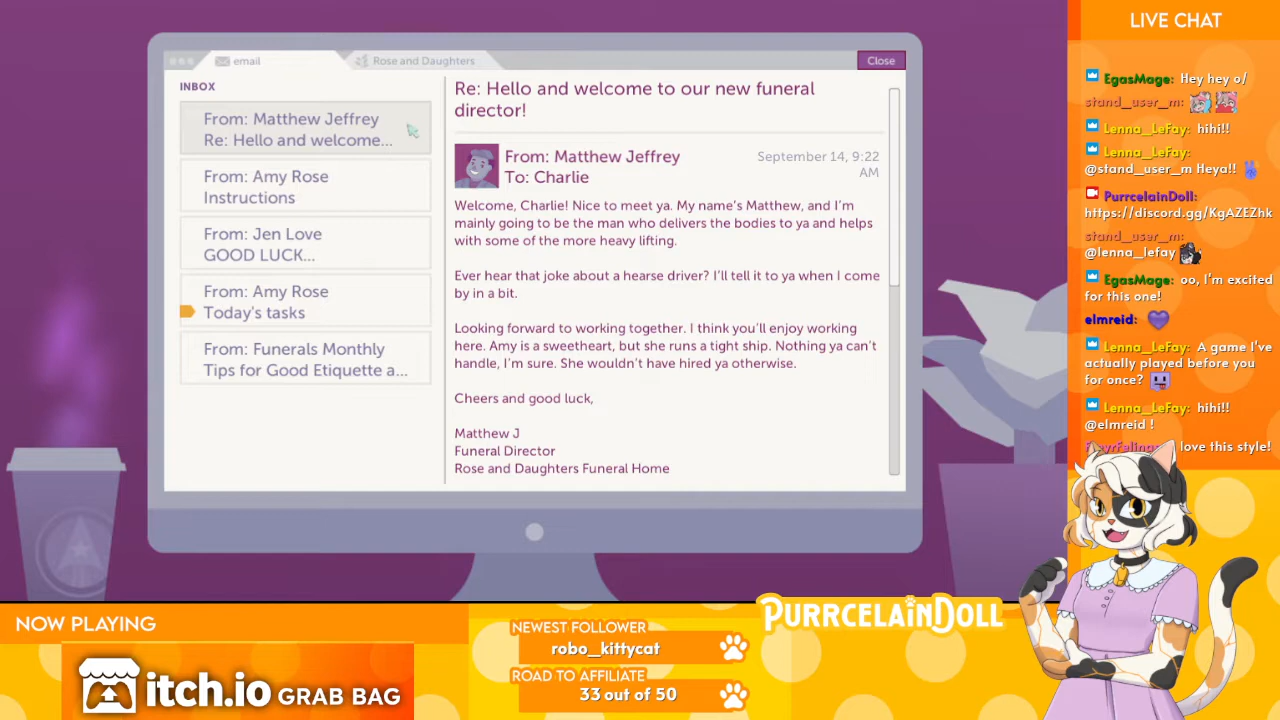 email
Rose and Daughters
Close
INBOX
From: Matthew Jeffrey
Re: Hello and welcome...
From: Amy Rose
Instructions
From: Jen Love
GOOD LUCK...
From: Amy Rose
Today's tasks
From: Funerals Monthly
Tips for Good Etiquette a...
Re: Hello and welcome to our new funeral
director!
From: Matthew Jeffrey
To: Charlie
September 14, 9:22
AM
Welcome, Charlie! Nice to meet ya. My name's Matthew, and I'm
mainly going to be the man who delivers the bodies to ya and helps
with some of the more heavy lifting.
Ever hear that joke about a hearse driver? I'll tell it to ya when I come
by in a bit.
Looking forward to working together. I think you'll enjoy working
here. Amy is a sweetheart, but she runs a tight ship. Nothing ya can't
handle, I'm sure. She wouldn't have hired ya otherwise.
Cheers and good luck,
Matthew J
Funeral Director
Rose and Daughters Funeral Home
LIVE CHAT
EgasMage: Hey hey o/
stand_user_m:
Lenna_LeFay: hihi!!
Lenna_LeFay:
@stand_user_m Heya!!
PurrcelainDoll:
https://discord.gg/KgAZEZhk
stand_user_m:
@lenna_lefay
EgasMage: oo, I'm excited
for this one!
elmreid:
Lenna_LeFay: A game I've
actually played before you
for once?
Lenna_LeFay: hihi!!
@elmreid !
love this style!
NOW PLAYING
itch.io GRAB BAG
NEWEST FOLLOWER
robo_kittycat
ROAD TO AFFILIATE
33 out of 50
PURRCELAINDOLL